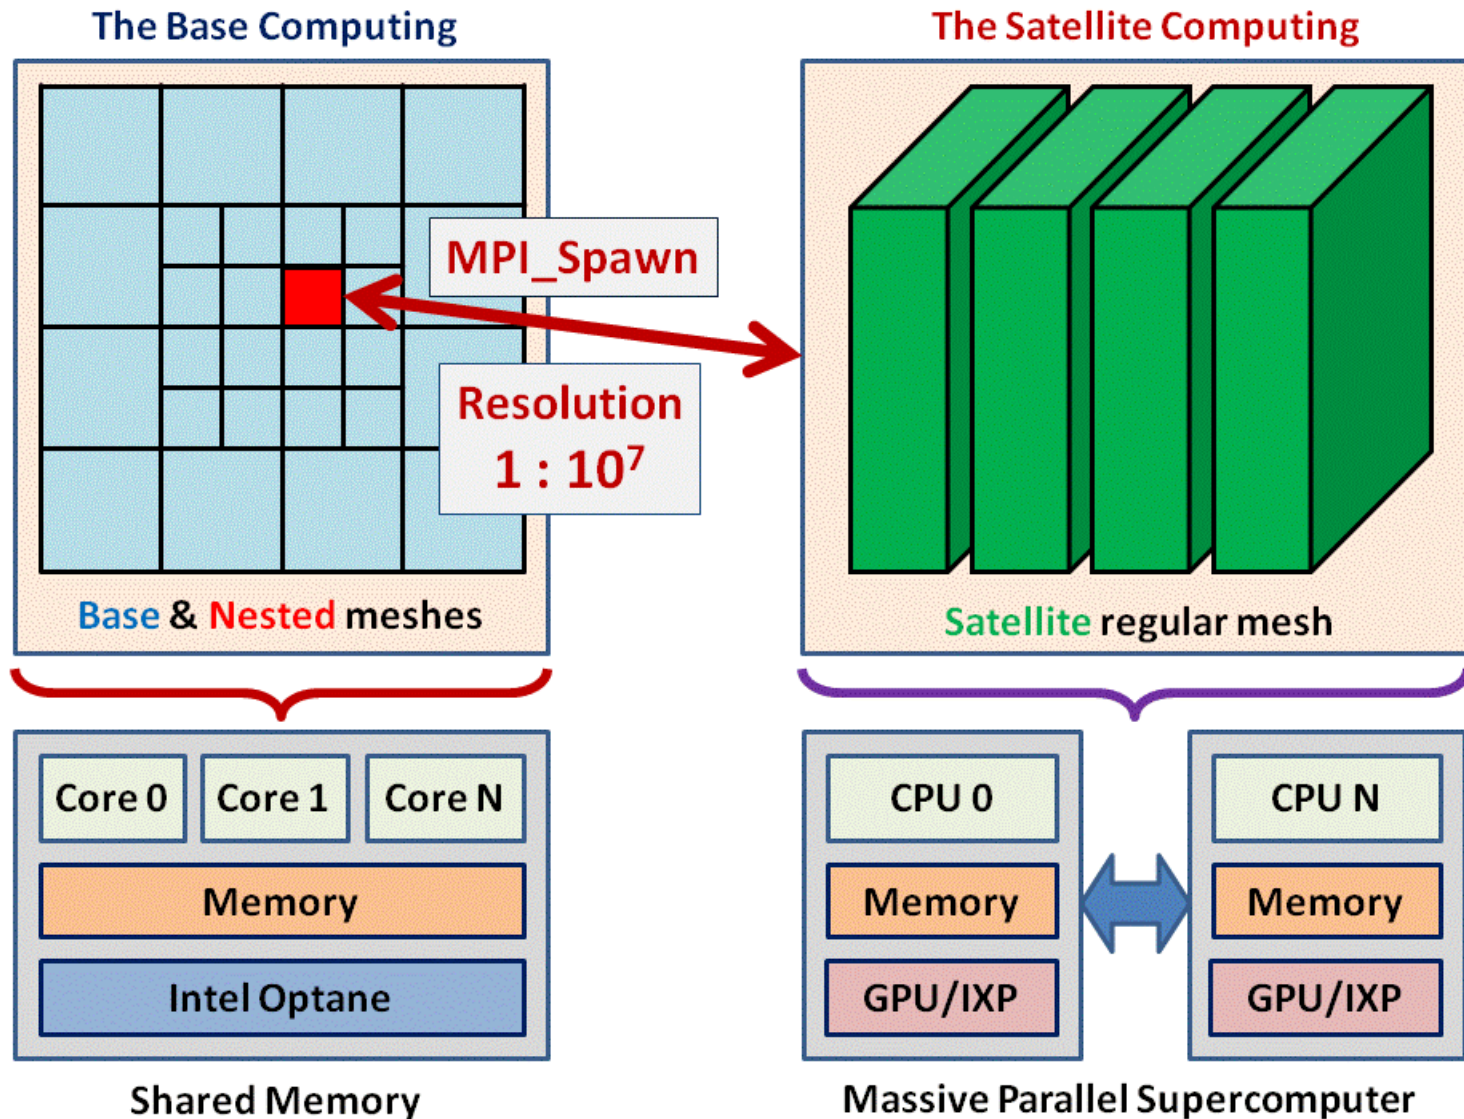 The Base Computing
The Satellite Computing
MPI_Spawn
Resolution
1 : 10⁷
Base & Nested meshes
Satellite regular mesh
Core 0
Core 1
Core N
Memory
Intel Optane
Shared Memory
CPU 0
Memory
GPU/IXP
CPU N
Memory
GPU/IXP
Massive Parallel Supercomputer